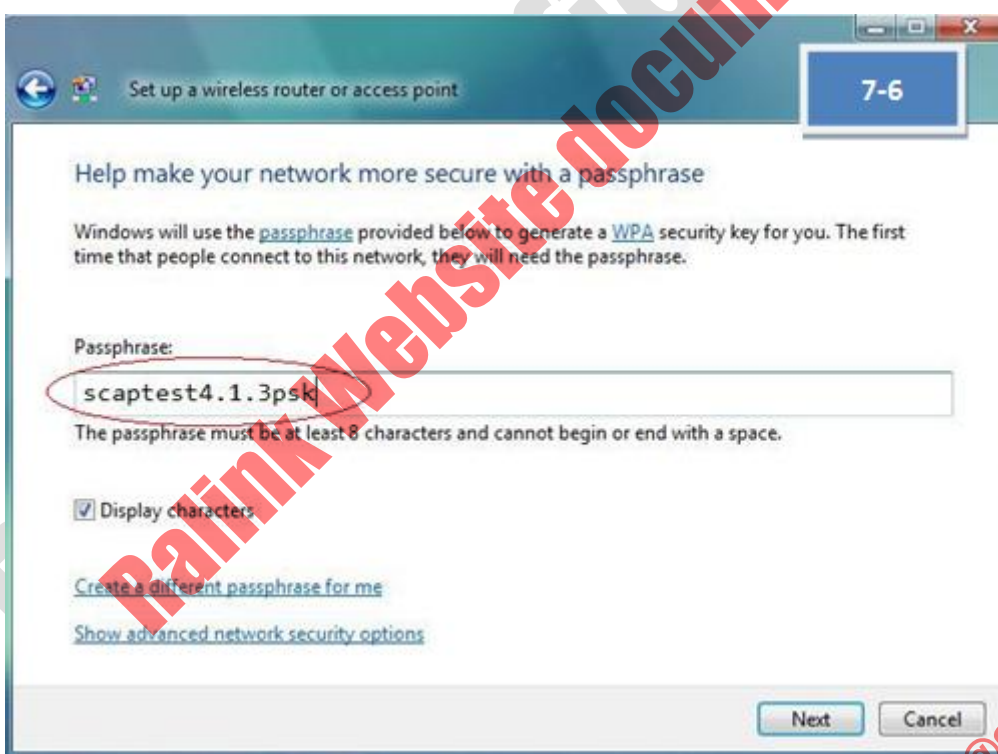 Set up a wireless router or access point
7-6
Help make your network more secure with a passphrase
Windows will use the passphrase provided below to generate a WPA security key for you. The first
time that people connect to this network, they will need the passphrase.
Passphrase:
scaptest4.1.3psk
The passphrase must be at least 8 characters and cannot begin or end with a space.
Display characters
Create a different passphrase for me
Show advanced network security options
Next
Cancel
Ralink Website docum